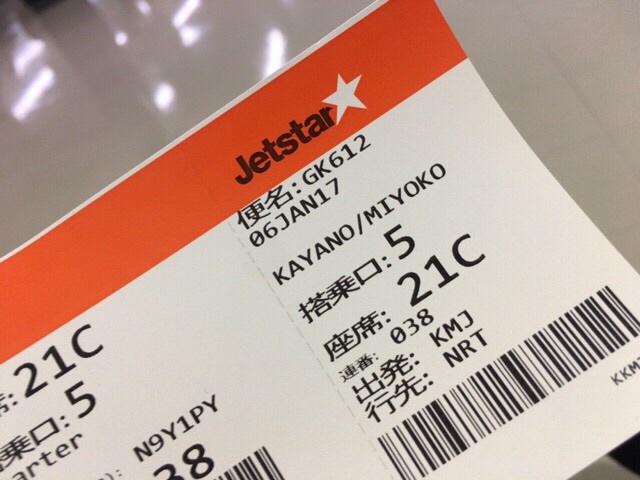 Jetstar
便名:GK612
06JAN17
KAYANO/MIYOKO
搭乗口:5
座席: 21C
連番: 038
出発: KMJ
行先: NRT
席:21C
乗口:5
arter
): N9Y1PY
38